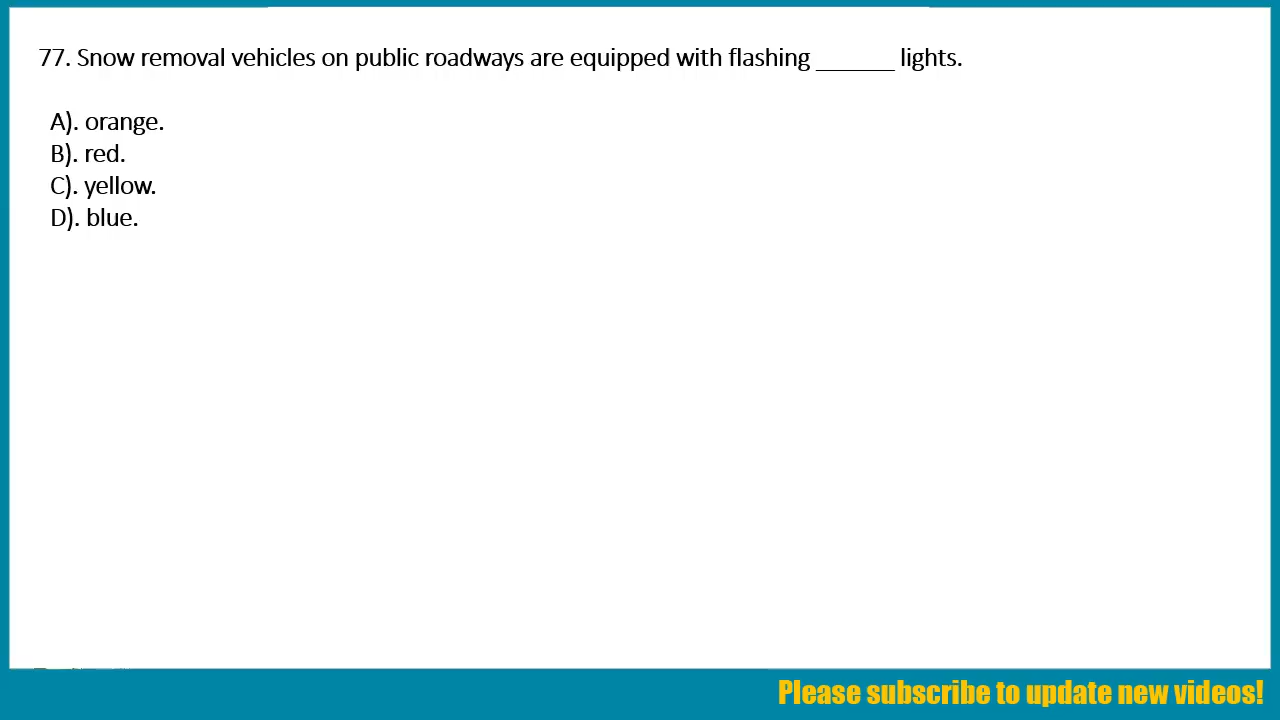 77. Snow removal vehicles on public roadways are equipped with flashing ______ lights.
A). orange.
B). red.
C). yellow.
D). blue.
Please subscribe to update new videos!